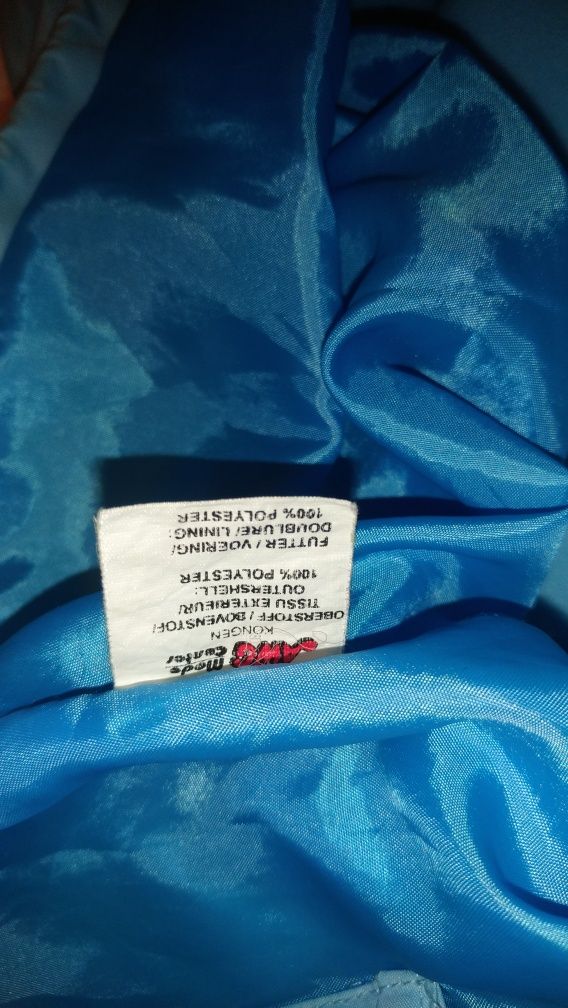 AWG Mode
Center
KONGEN
OBERSTOFF / BOVENSTOF/
TISSU EXTERIEUR/
OUTERSHELL:
100% POLYESTER
FUTTER / VOERING/
DOUBLURE/ LINING:
100% POLYESTER